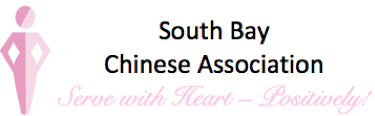 South Bay
Chinese Association
Serve with Heart – Positively!